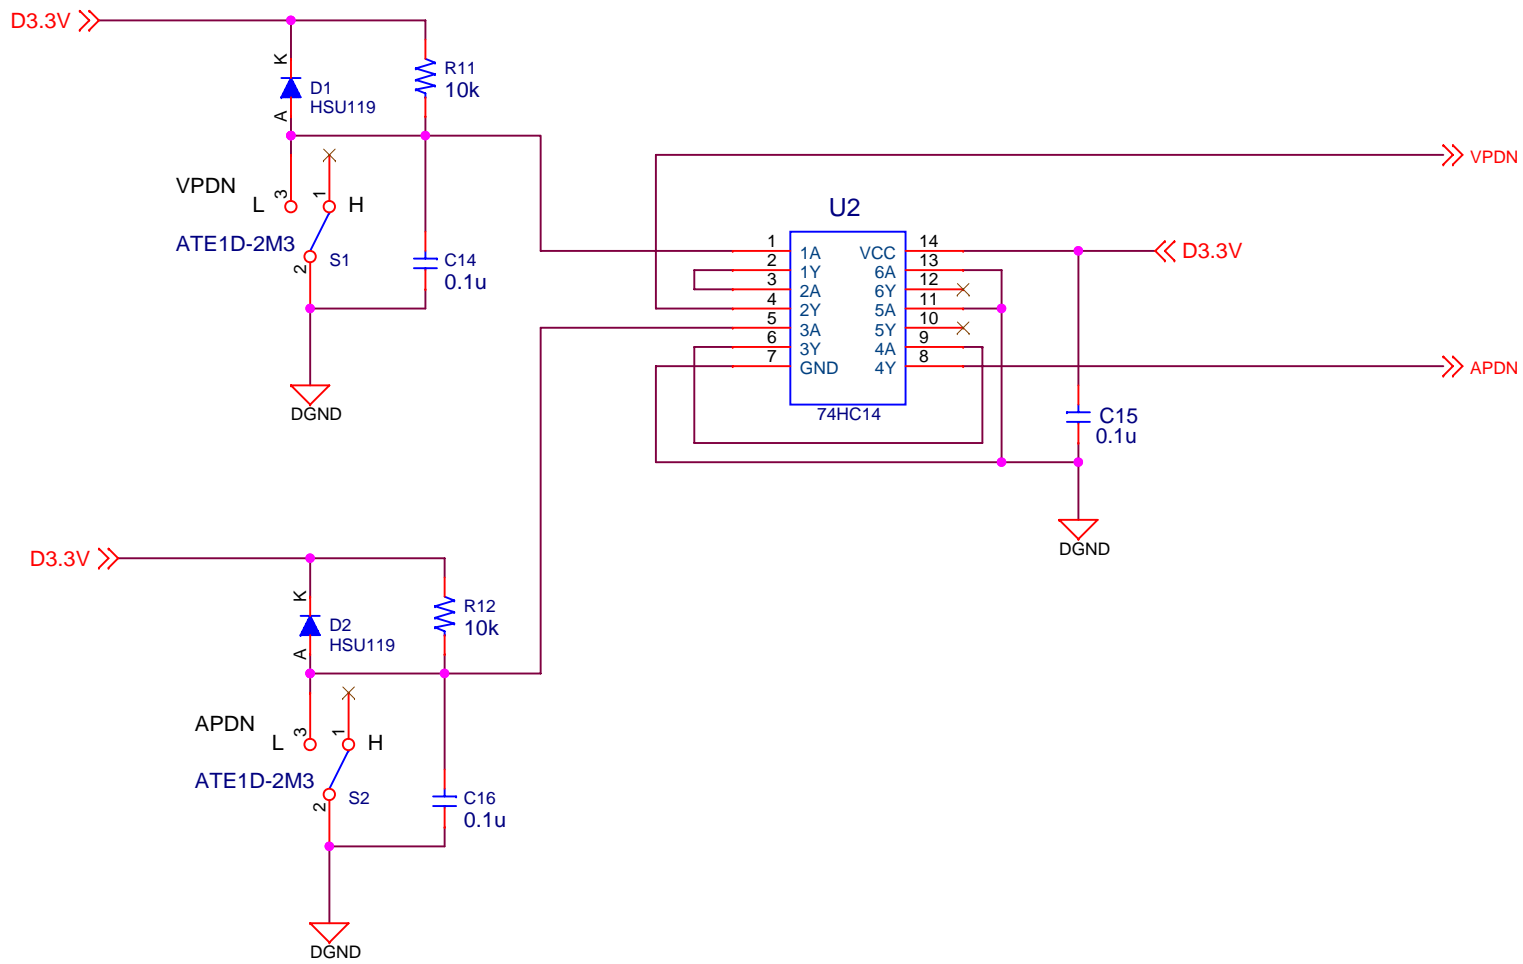 D3.3V
K
D1
HSU119
A
R11
10k
VPDN
L
3
1
H
ATE1D-2M3
2
S1
C14
0.1u
DGND
VPDN
U2
1
1A
VCC
14
D3.3V
2
1Y
6A
13
3
2A
6Y
12
4
2Y
5A
11
5
3A
5Y
10
6
3Y
4A
9
7
GND
4Y
8
APDN
74HC14
C15
0.1u
DGND
D3.3V
K
D2
HSU119
A
R12
10k
APDN
L
3
1
H
ATE1D-2M3
2
S2
C16
0.1u
DGND